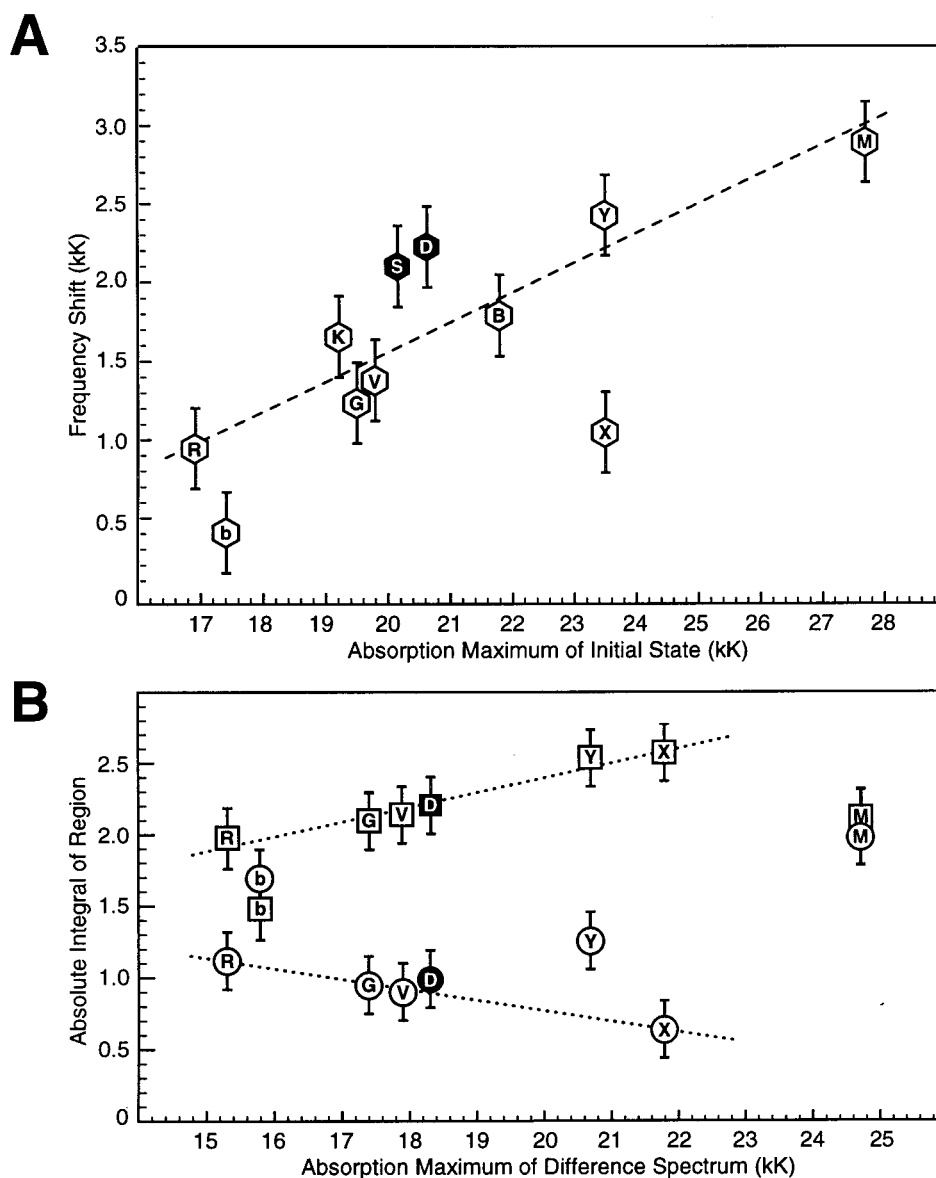 A
3.5
3.0
2.5
2.0
1.5
1.0
0.5
0
Frequency Shift (kK)
M
Y
D
S
B
K
V
G
X
R
b
17 18 19 20 21 22 23 24 25 26 27 28
Absorption Maximum of Initial State (kK)
B
2.5
2.0
1.5
1.0
0.5
0
Absolute Integral of Region
X
Y
D
V
G
M
M
R
b
b
Y
R
D
G
V
X
15 16 17 18 19 20 21 22 23 24 25
Absorption Maximum of Difference Spectrum (kK)